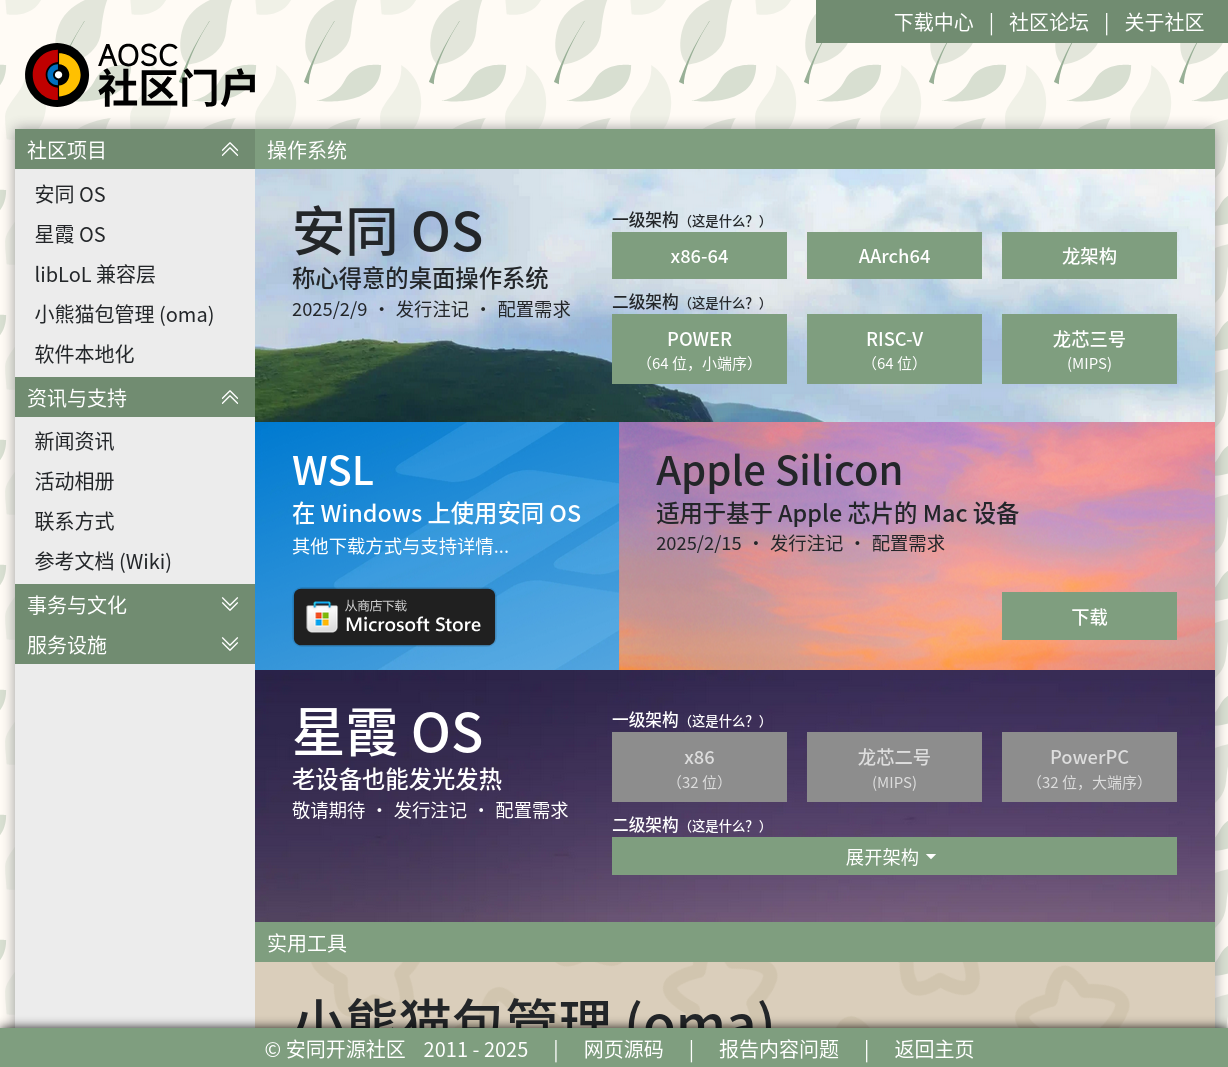 下载中心 | 社区论坛 | 关于社区
AOSC
社区门户
社区项目
安同 OS
星霞 OS
libLoL 兼容层
小熊猫包管理 (oma)
软件本地化
资讯与支持
新闻资讯
活动相册
联系方式
参考文档 (Wiki)
事务与文化
服务设施
操作系统
安同 OS
称心得意的桌面操作系统
2025/2/9 · 发行注记 · 配置需求
一级架构（这是什么？）
x86-64 AArch64 龙架构
二级架构（这是什么？）
POWER RISC-V 龙芯三号
（64 位，小端序） （64 位） (MIPS)
WSL
在 Windows 上使用安同 OS
其他下载方式与支持详情...
从商店下载
Microsoft Store
Apple Silicon
适用于基于 Apple 芯片的 Mac 设备
2025/2/15 · 发行注记 · 配置需求
下载
星霞 OS
老设备也能发光发热
敬请期待 · 发行注记 · 配置需求
一级架构（这是什么？）
x86 龙芯二号 PowerPC
（32 位） (MIPS) （32 位，大端序）
二级架构（这是什么？）
展开架构
实用工具
小熊猫包管理 (oma)
© 安同开源社区 2011 - 2025 | 网页源码 | 报告内容问题 | 返回主页